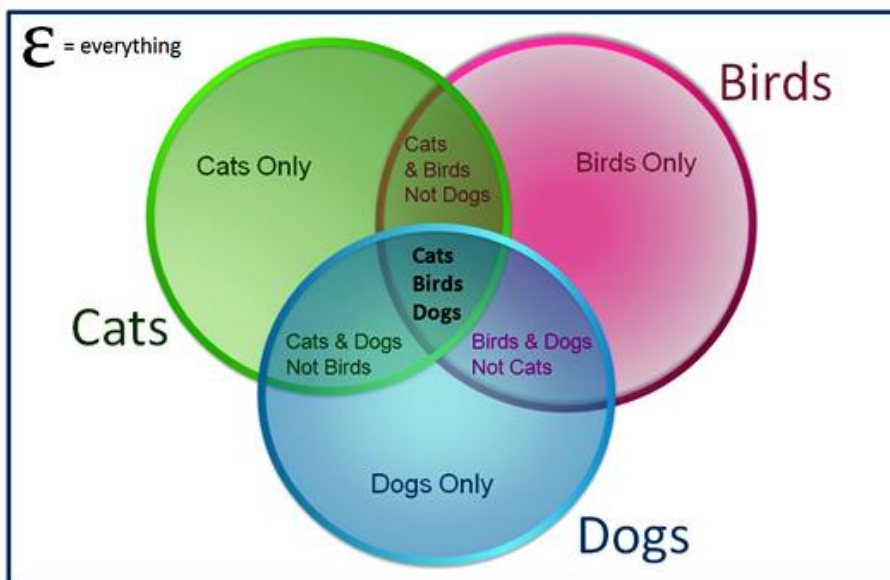 ε = everything
Birds
Cats Only
Cats
& Birds
Not Dogs
Birds Only
Cats
Birds
Dogs
Cats
Cats & Dogs
Not Birds
Birds & Dogs
Not Cats
Dogs Only
Dogs